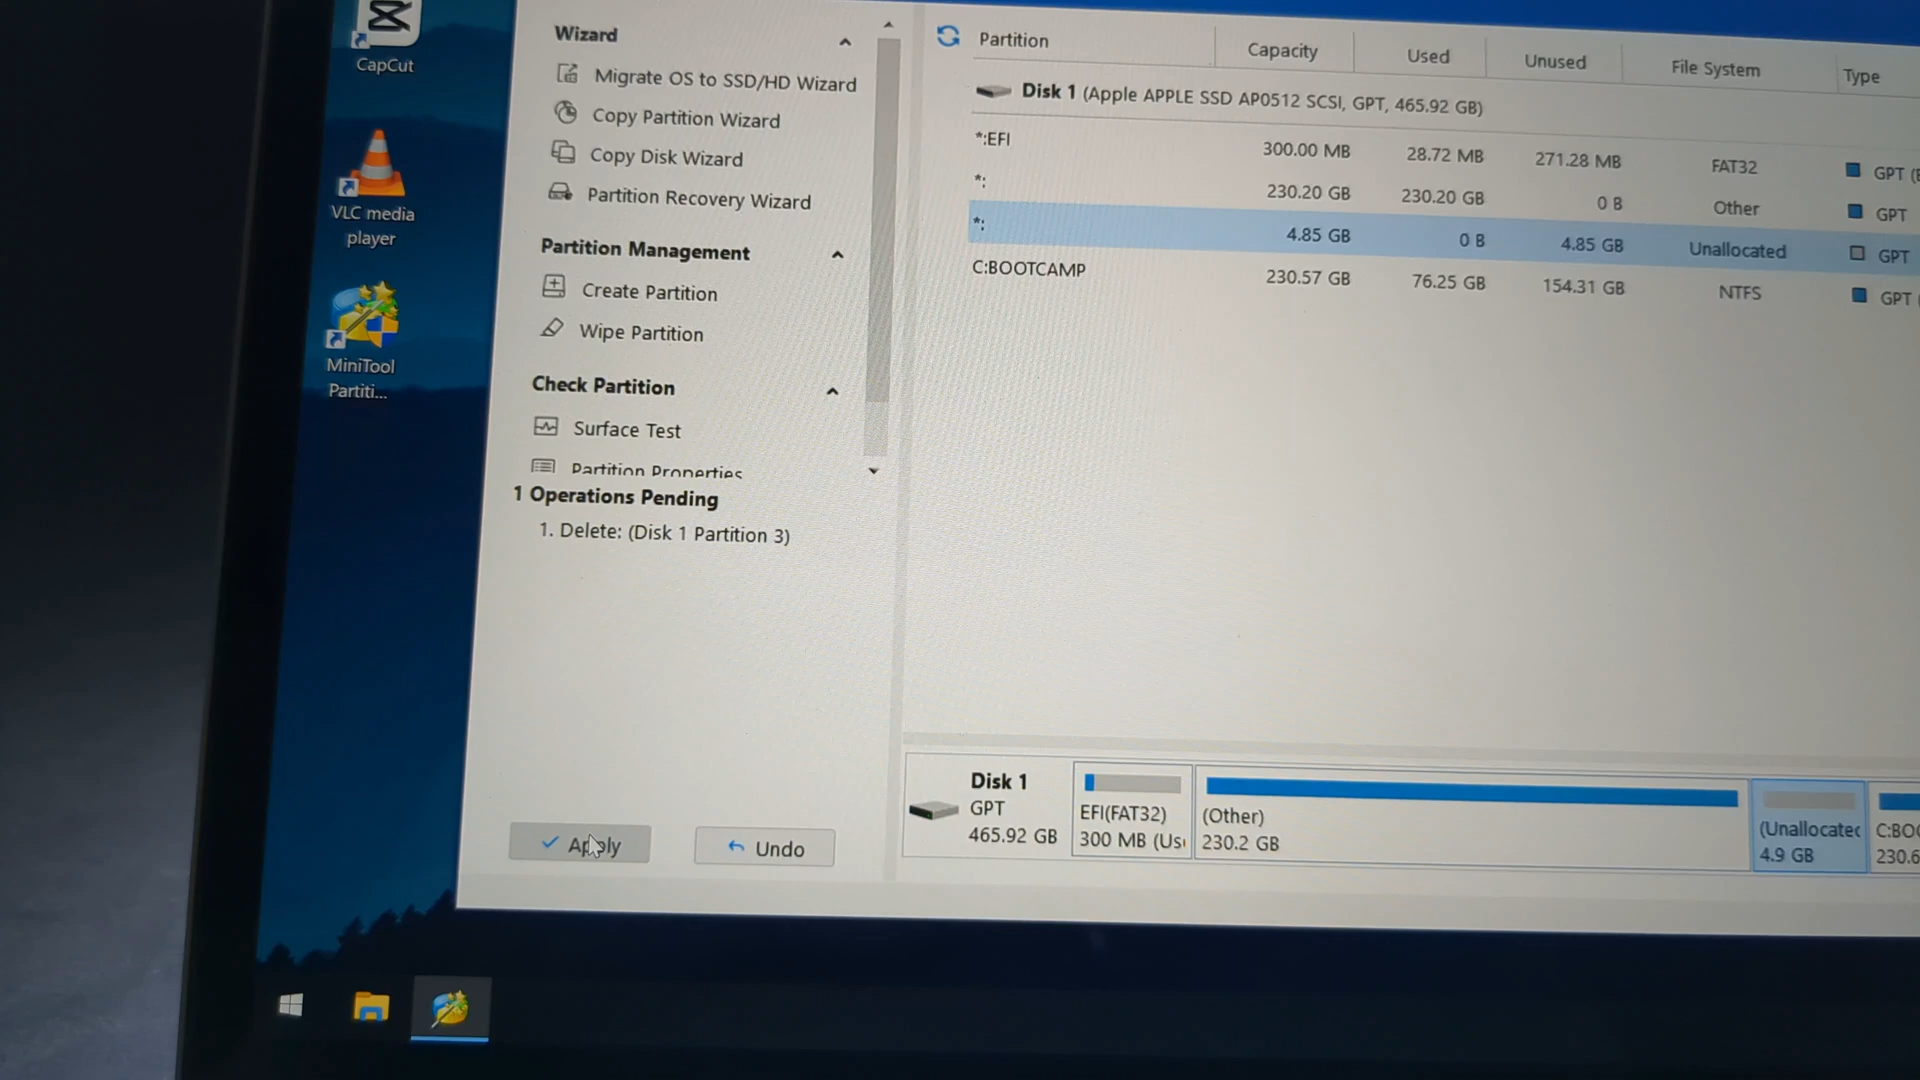 CapCut
VLC media
player
MiniTool
Partiti...
Wizard
Migrate OS to SSD/HD Wizard
Copy Partition Wizard
Copy Disk Wizard
Partition Recovery Wizard
Partition Management
Create Partition
Wipe Partition
Check Partition
Surface Test
Partition Properties
1 Operations Pending
1. Delete: (Disk 1 Partition 3)
Apply
Undo
Partition Capacity Used Unused File System Type
Disk 1 (Apple APPLE SSD AP0512 SCSI, GPT, 465.92 GB)
*:EFI 300.00 MB 28.72 MB 271.28 MB FAT32 GPT (E
*: 230.20 GB 230.20 GB 0 B Other GPT
*: 4.85 GB 0 B 4.85 GB Unallocated GPT
C:BOOTCAMP 230.57 GB 76.25 GB 154.31 GB NTFS GPT (
Disk 1
GPT
465.92 GB
EFI(FAT32)
300 MB (Use
(Other)
230.2 GB
(Unallocated
4.9 GB
C:BOO
230.6